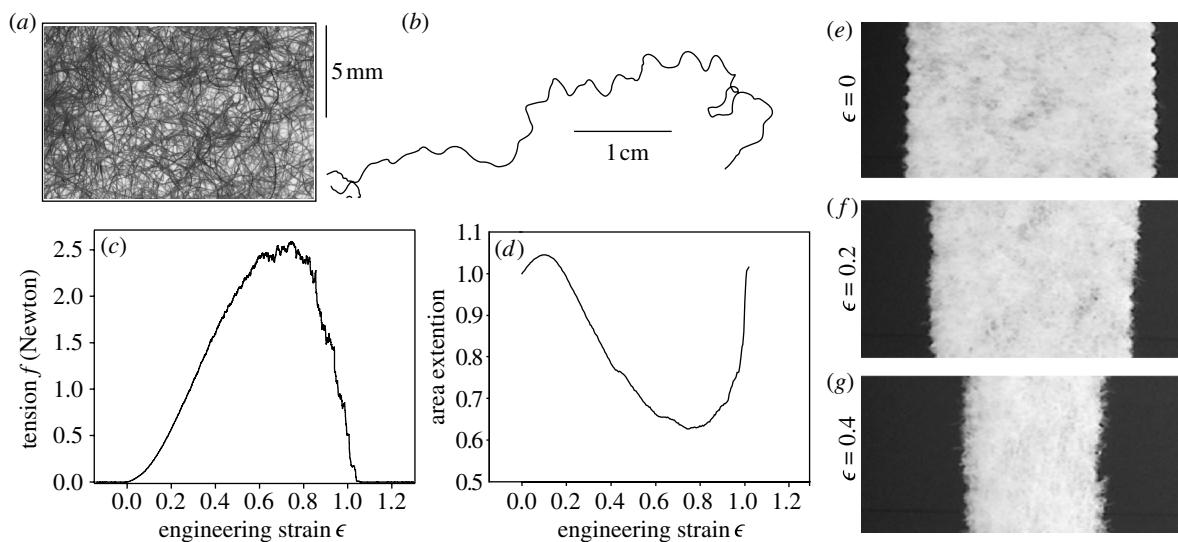 (a)
5 mm
(b)
1 cm
(c)
tension f (Newton)
2.5
2.0
1.5
1.0
0.5
0.0
0.0 0.2 0.4 0.6 0.8 1.0 1.2
engineering strain ϵ
(d)
area extention
1.1
1.0
0.9
0.8
0.7
0.6
0.5
0.0 0.2 0.4 0.6 0.8 1.0 1.2
engineering strain ϵ
(e)
ϵ = 0
(f)
ϵ = 0.2
(g)
ϵ = 0.4